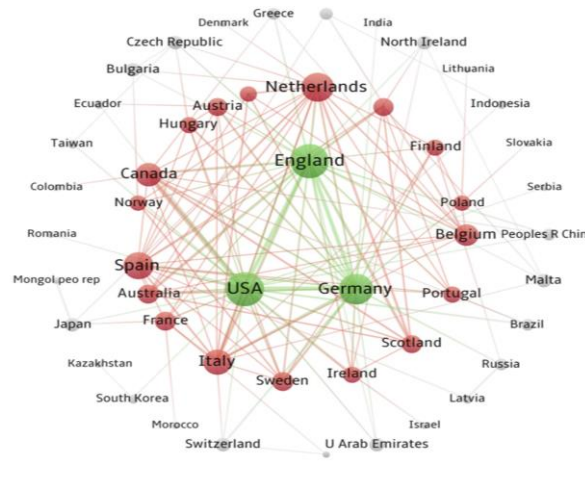 Greece
Denmark
India
Czech Republic
North Ireland
Bulgaria
Lithuania
Netherlands
Ecuador
Austria
Indonesia
Hungary
Taiwan
England
Finland
Slovakia
Canada
Colombia
Norway
Poland
Serbia
Romania
Belgium
Peoples R Chin
Spain
Mongol peo rep
Australia
USA
Germany
Portugal
Malta
Japan
France
Brazil
Scotland
Kazakhstan
Italy
Sweden
Ireland
Russia
South Korea
Latvia
Morocco
Israel
Switzerland
U Arab Emirates